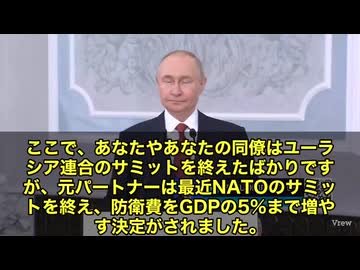 ここで、あなたやあなたの同僚はユーラ
シア連合のサミットを終えたばかりです
が、元パートナーは最近NATOのサミッ
トを終え、防衛費をGDPの5%まで増や
す決定がされました。
Vrew